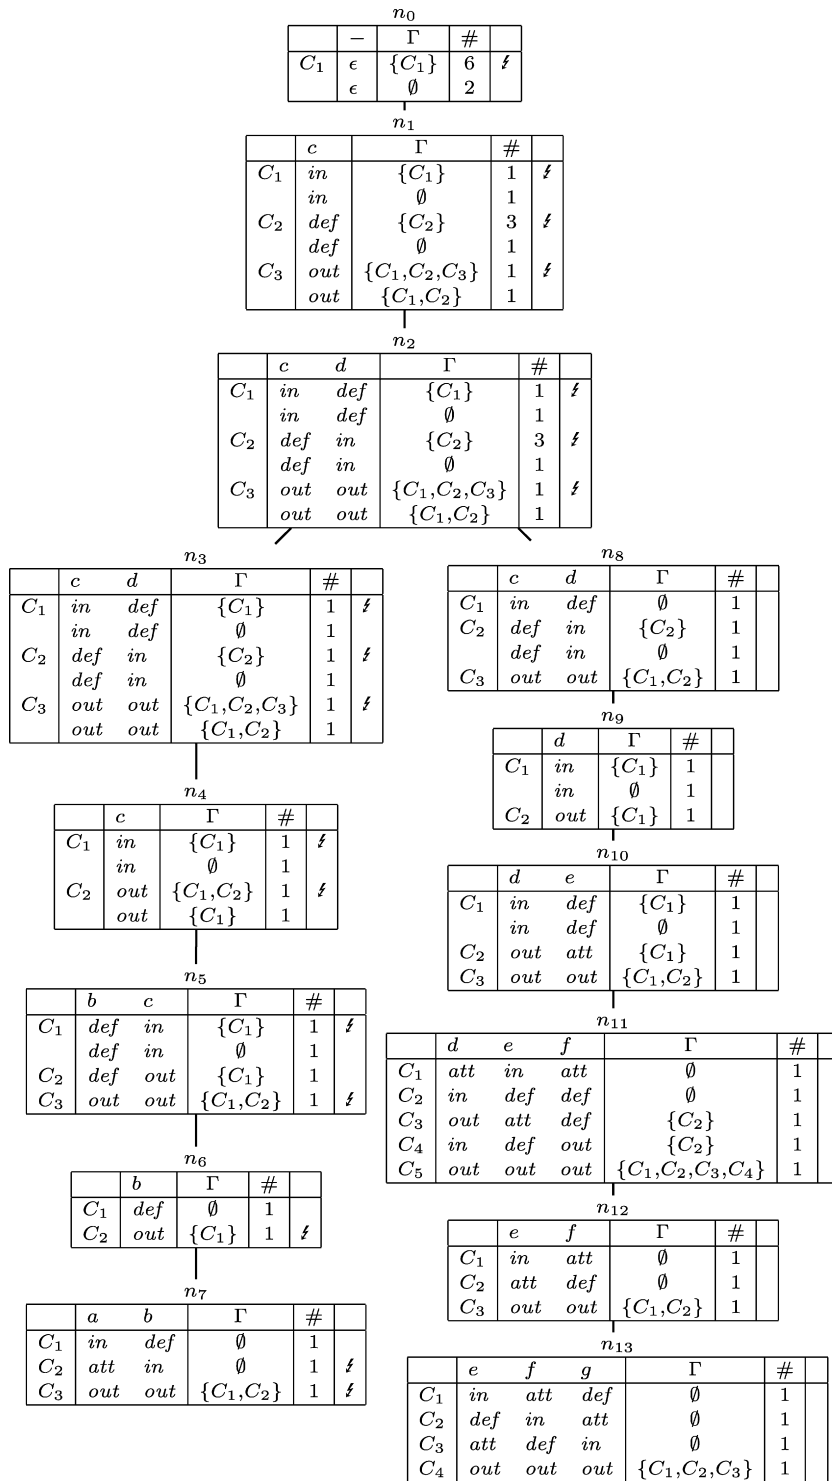 n0
− Γ #
C1 ϵ {C1} 6 ↯
ϵ ∅ 2
n1
c Γ #
C1 in {C1} 1 ↯
in ∅ 1
C2 def {C2} 3 ↯
def ∅ 1
C3 out {C1,C2,C3} 1 ↯
out {C1,C2} 1
n2
c d Γ #
C1 in def {C1} 1 ↯
in def ∅ 1
C2 def in {C2} 3 ↯
def in ∅ 1
C3 out out {C1,C2,C3} 1 ↯
out out {C1,C2} 1
n3
c d Γ #
C1 in def {C1} 1 ↯
in def ∅ 1
C2 def in {C2} 1 ↯
def in ∅ 1
C3 out out {C1,C2,C3} 1 ↯
out out {C1,C2} 1
n4
c Γ #
C1 in {C1} 1 ↯
in ∅ 1
C2 out {C1,C2} 1 ↯
out {C1} 1
n5
b c Γ #
C1 def in {C1} 1 ↯
def in ∅ 1
C2 def out {C1} 1
C3 out out {C1,C2} 1 ↯
n6
b Γ #
C1 def ∅ 1
C2 out {C1} 1 ↯
n7
a b Γ #
C1 in def ∅ 1
C2 att in ∅ 1 ↯
C3 out out {C1,C2} 1 ↯
n8
c d Γ #
C1 in def ∅ 1
C2 def in {C2} 1
def in ∅ 1
C3 out out {C1,C2} 1
n9
d Γ #
C1 in {C1} 1
in ∅ 1
C2 out {C1} 1
n10
d e Γ #
C1 in def {C1} 1
in def ∅ 1
C2 out att {C1} 1
C3 out out {C1,C2} 1
n11
d e f Γ #
C1 att in att ∅ 1
C2 in def def ∅ 1
C3 out att def {C2} 1
C4 in def out {C2} 1
C5 out out out {C1,C2,C3,C4} 1
n12
e f Γ #
C1 in att ∅ 1
C2 att def ∅ 1
C3 out out {C1,C2} 1
n13
e f g Γ #
C1 in att def ∅ 1
C2 def in att ∅ 1
C3 att def in ∅ 1
C4 out out out {C1,C2,C3} 1